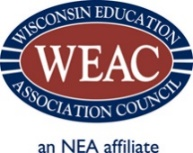 WISCONSIN EDUCATION
WEAC
ASSOCIATION COUNCIL
an NEA affiliate